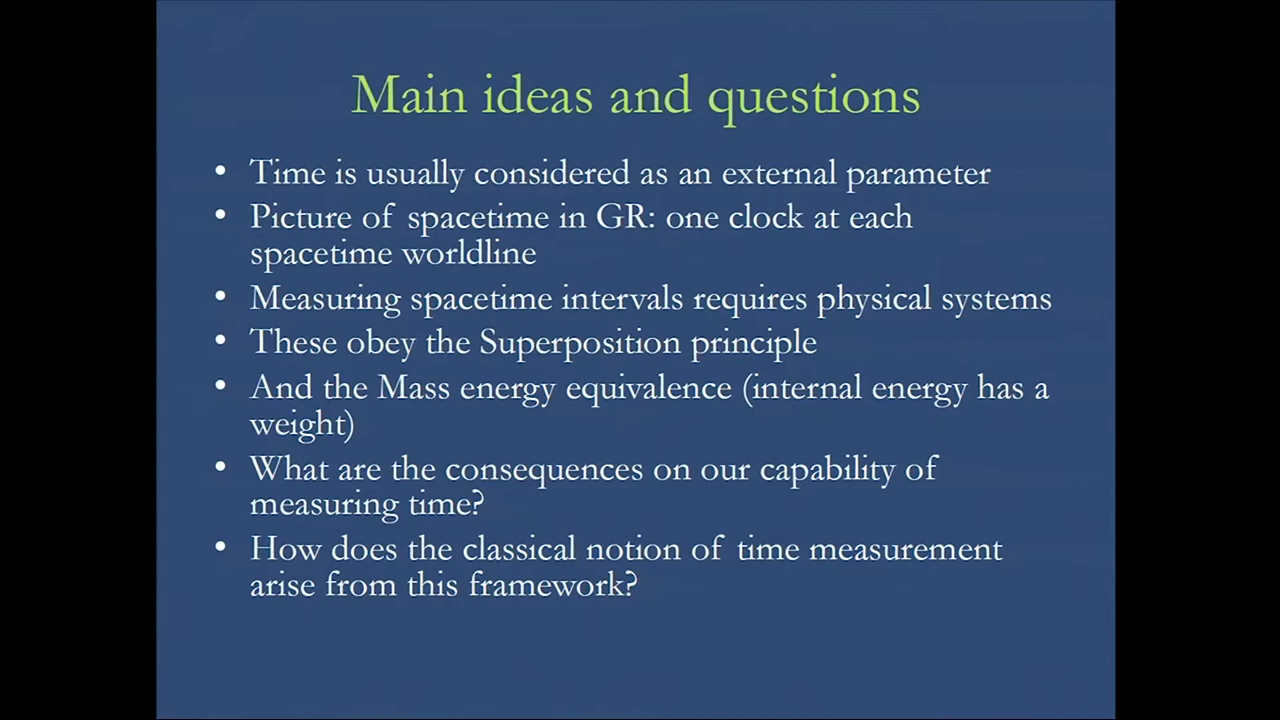 Main ideas and questions
• Time is usually considered as an external parameter
• Picture of spacetime in GR: one clock at each
spacetime worldline
• Measuring spacetime intervals requires physical systems
• These obey the Superposition principle
• And the Mass energy equivalence (internal energy has a
weight)
• What are the consequences on our capability of
measuring time?
• How does the classical notion of time measurement
arise from this framework?